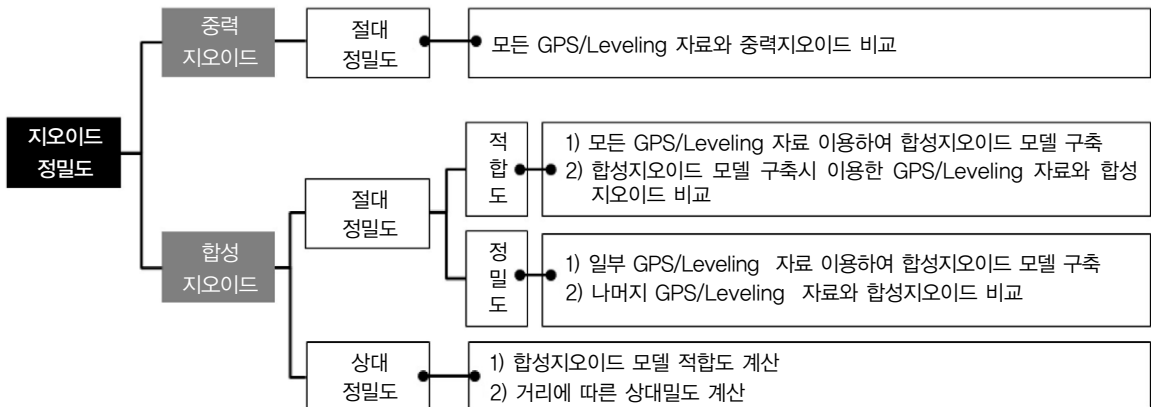 중력
지오이드
절대
정밀도
모든 GPS/Leveling 자료와 중력지오이드 비교
지오이드
정밀도
합성
지오이드
절대
정밀도
적
합
도
1) 모든 GPS/Leveling 자료 이용하여 합성지오이드 모델 구축
2) 합성지오이드 모델 구축시 이용한 GPS/Leveling 자료와 합성
지오이드 비교
정
밀
도
1) 일부 GPS/Leveling 자료 이용하여 합성지오이드 모델 구축
2) 나머지 GPS/Leveling 자료와 합성지오이드 비교
상대
정밀도
1) 합성지오이드 모델 적합도 계산
2) 거리에 따른 상대밀도 계산